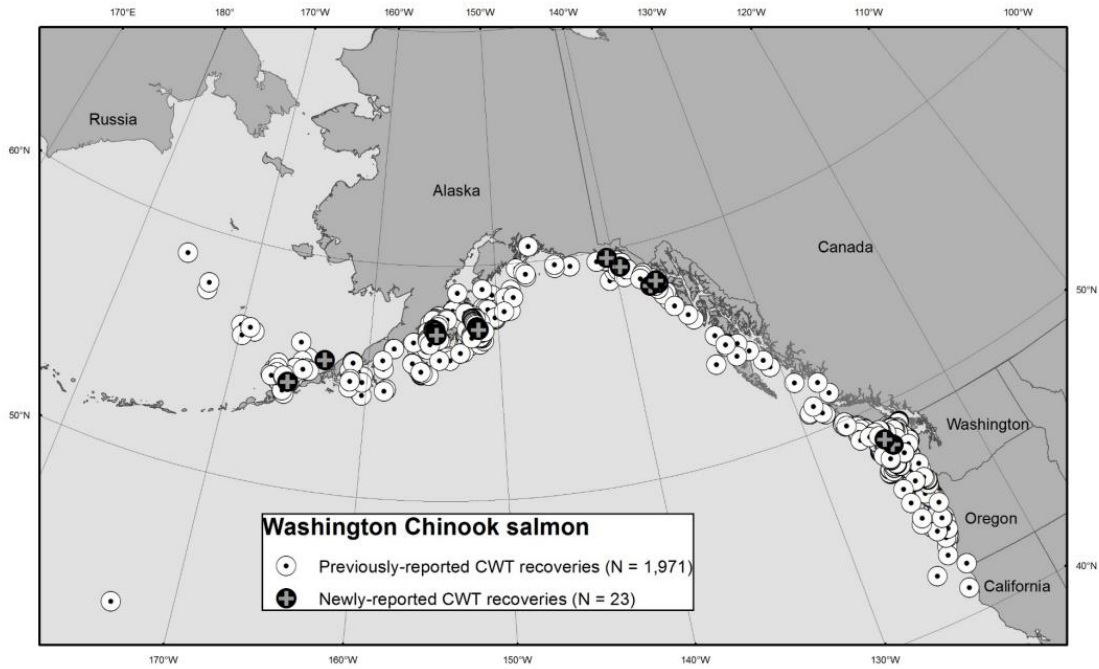 170°E 180° 170°W 160°W 150°W 140°W 130°W 120°W 110°W 100°W
Russia
60°N
Alaska
Canada
50°N
50°N
Washington
Oregon
Washington Chinook salmon
Previously-reported CWT recoveries (N = 1,971)
40°N
California
Newly-reported CWT recoveries (N = 23)
170°W 160°W 150°W 140°W 130°W